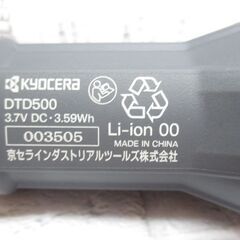 KYOCERA
DTD500
3.7V DC・3.59Wh
003505
Li-ion 00
MADE IN CHINA
京セラインダストリアルツールズ株式会社